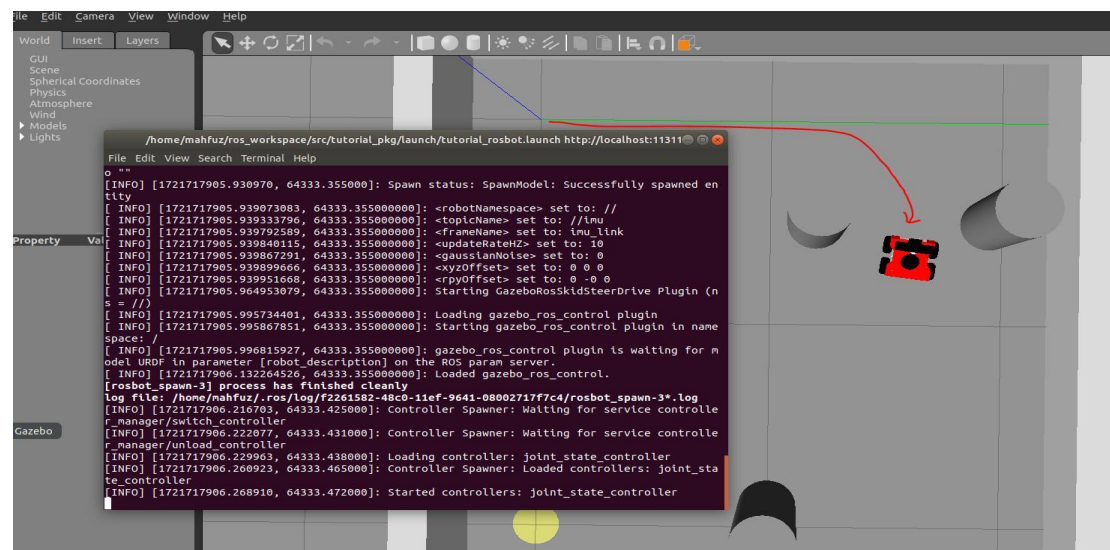 File Edit Camera View Window Help
World Insert Layers
GUI
Scene
Spherical Coordinates
Physics
Atmosphere
Wind
Models
Lights
Property Val
Gazebo
/home/mahfuz/ros_workspace/src/tutorial_pkg/launch/tutorial_rosbot.launch http://localhost:11311
File Edit View Search Terminal Help
o ""
[INFO] [1721717905.930970, 64333.355000]: Spawn status: SpawnModel: Successfully spawned en
tity
[ INFO] [1721717905.939073083, 64333.355000000]: <robotNamespace> set to: //
[ INFO] [1721717905.939333796, 64333.355000000]: <topicName> set to: //imu
[ INFO] [1721717905.939792589, 64333.355000000]: <frameName> set to: imu_link
[ INFO] [1721717905.939840115, 64333.355000000]: <updateRateHZ> set to: 10
[ INFO] [1721717905.939867291, 64333.355000000]: <gaussianNoise> set to: 0
[ INFO] [1721717905.939899666, 64333.355000000]: <xyzOffset> set to: 0 0 0
[ INFO] [1721717905.939951668, 64333.355000000]: <rpyOffset> set to: 0 -0 0
[ INFO] [1721717905.964953079, 64333.355000000]: Starting GazeboRosSkidSteerDrive Plugin (n
s = //)
[ INFO] [1721717905.995734401, 64333.355000000]: Loading gazebo_ros_control plugin
[ INFO] [1721717905.995867851, 64333.355000000]: Starting gazebo_ros_control plugin in name
space: /
[ INFO] [1721717905.996815927, 64333.355000000]: gazebo_ros_control plugin is waiting for m
odel URDF in parameter [robot_description] on the ROS param server.
[ INFO] [1721717906.132264526, 64333.355000000]: Loaded gazebo_ros_control.
[rosbot_spawn-3] process has finished cleanly
log file: /home/mahfuz/.ros/log/f2261582-48c0-11ef-9641-08002717f7c4/rosbot_spawn-3*.log
[INFO] [1721717906.216703, 64333.425000]: Controller Spawner: Waiting for service controlle
r_manager/switch_controller
[INFO] [1721717906.222077, 64333.431000]: Controller Spawner: Waiting for service controlle
r_manager/unload_controller
[INFO] [1721717906.229963, 64333.438000]: Loading controller: joint_state_controller
[INFO] [1721717906.260923, 64333.465000]: Controller Spawner: Loaded controllers: joint_sta
te_controller
[INFO] [1721717906.268910, 64333.472000]: Started controllers: joint_state_controller